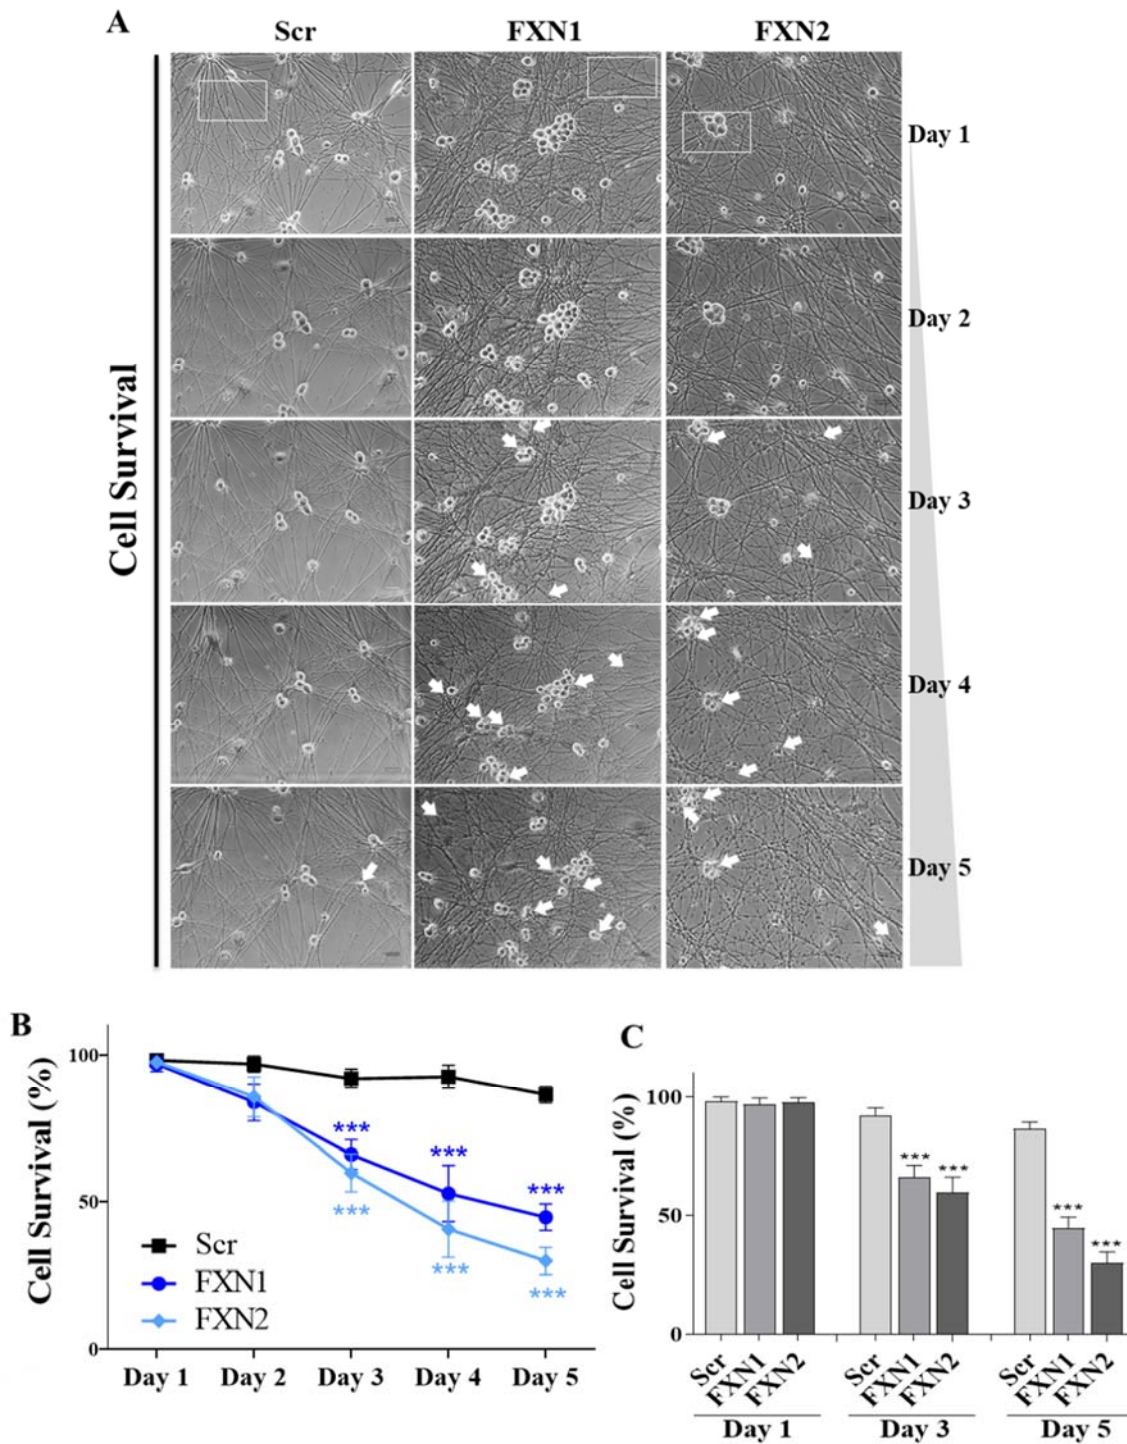 A
Scr FXN1 FXN2
Cell Survival
Day 1
Day 2
Day 3
Day 4
Day 5
B
Cell Survival (%)
100
50
0
***
***
***
***
***
***
Scr
FXN1
FXN2
Day 1 Day 2 Day 3 Day 4 Day 5
C
Cell Survival (%)
100
50
0
***
***
***
***
Scr FXN1 FXN2 Scr FXN1 FXN2 Scr FXN1 FXN2
Day 1 Day 3 Day 5